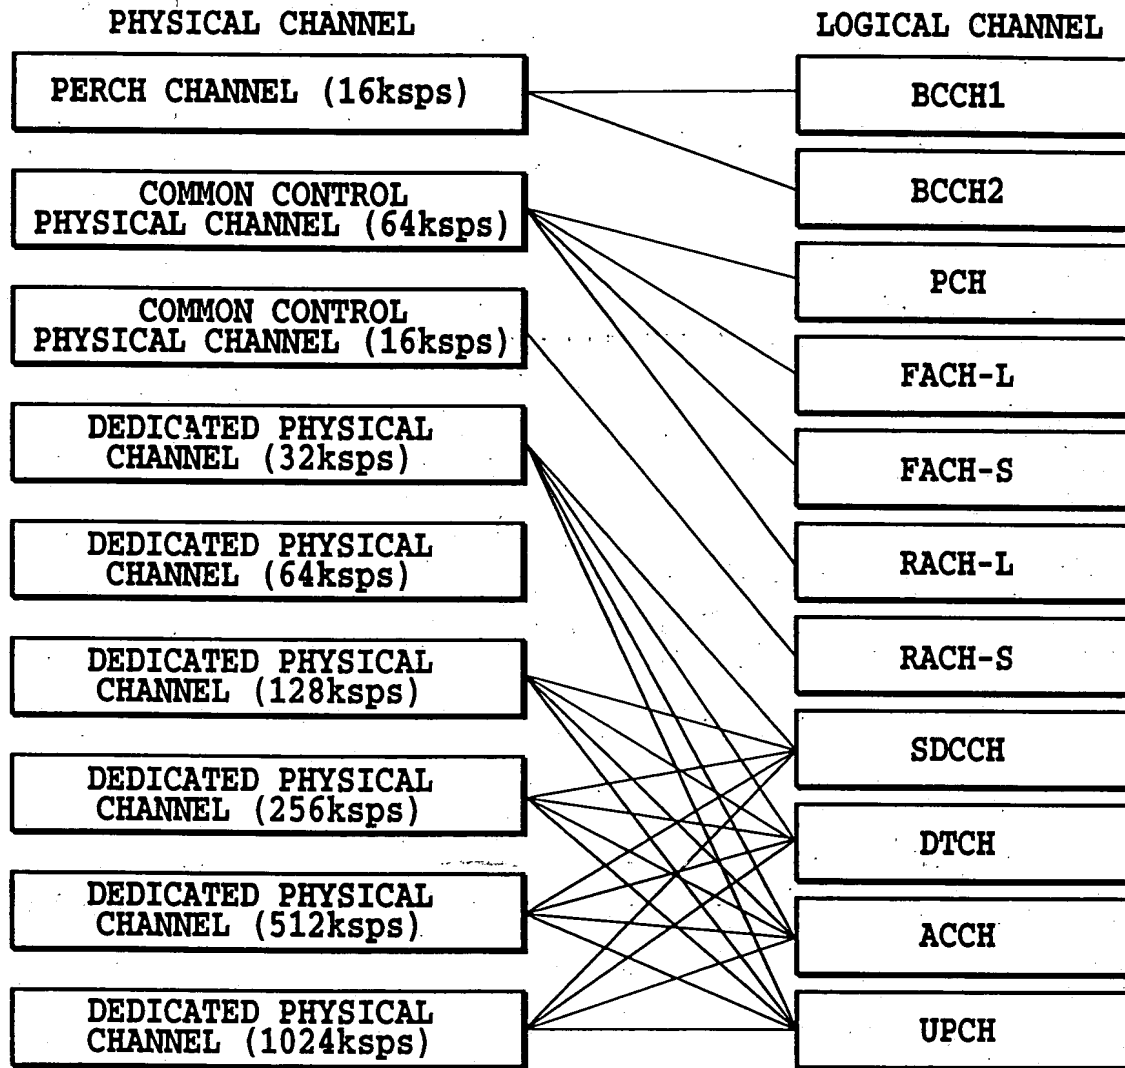 PHYSICAL CHANNEL
PERCH CHANNEL (16ksps)
COMMON CONTROL
PHYSICAL CHANNEL (64ksps)
COMMON CONTROL
PHYSICAL CHANNEL (16ksps)
DEDICATED PHYSICAL
CHANNEL (32ksps)
DEDICATED PHYSICAL
CHANNEL (64ksps)
DEDICATED PHYSICAL
CHANNEL (128ksps)
DEDICATED PHYSICAL
CHANNEL (256ksps)
DEDICATED PHYSICAL
CHANNEL (512ksps)
DEDICATED PHYSICAL
CHANNEL (1024ksps)
LOGICAL CHANNEL
BCCH1
BCCH2
PCH
FACH-L
FACH-S
RACH-L
RACH-S
SDCCH
DTCH
ACCH
UPCH